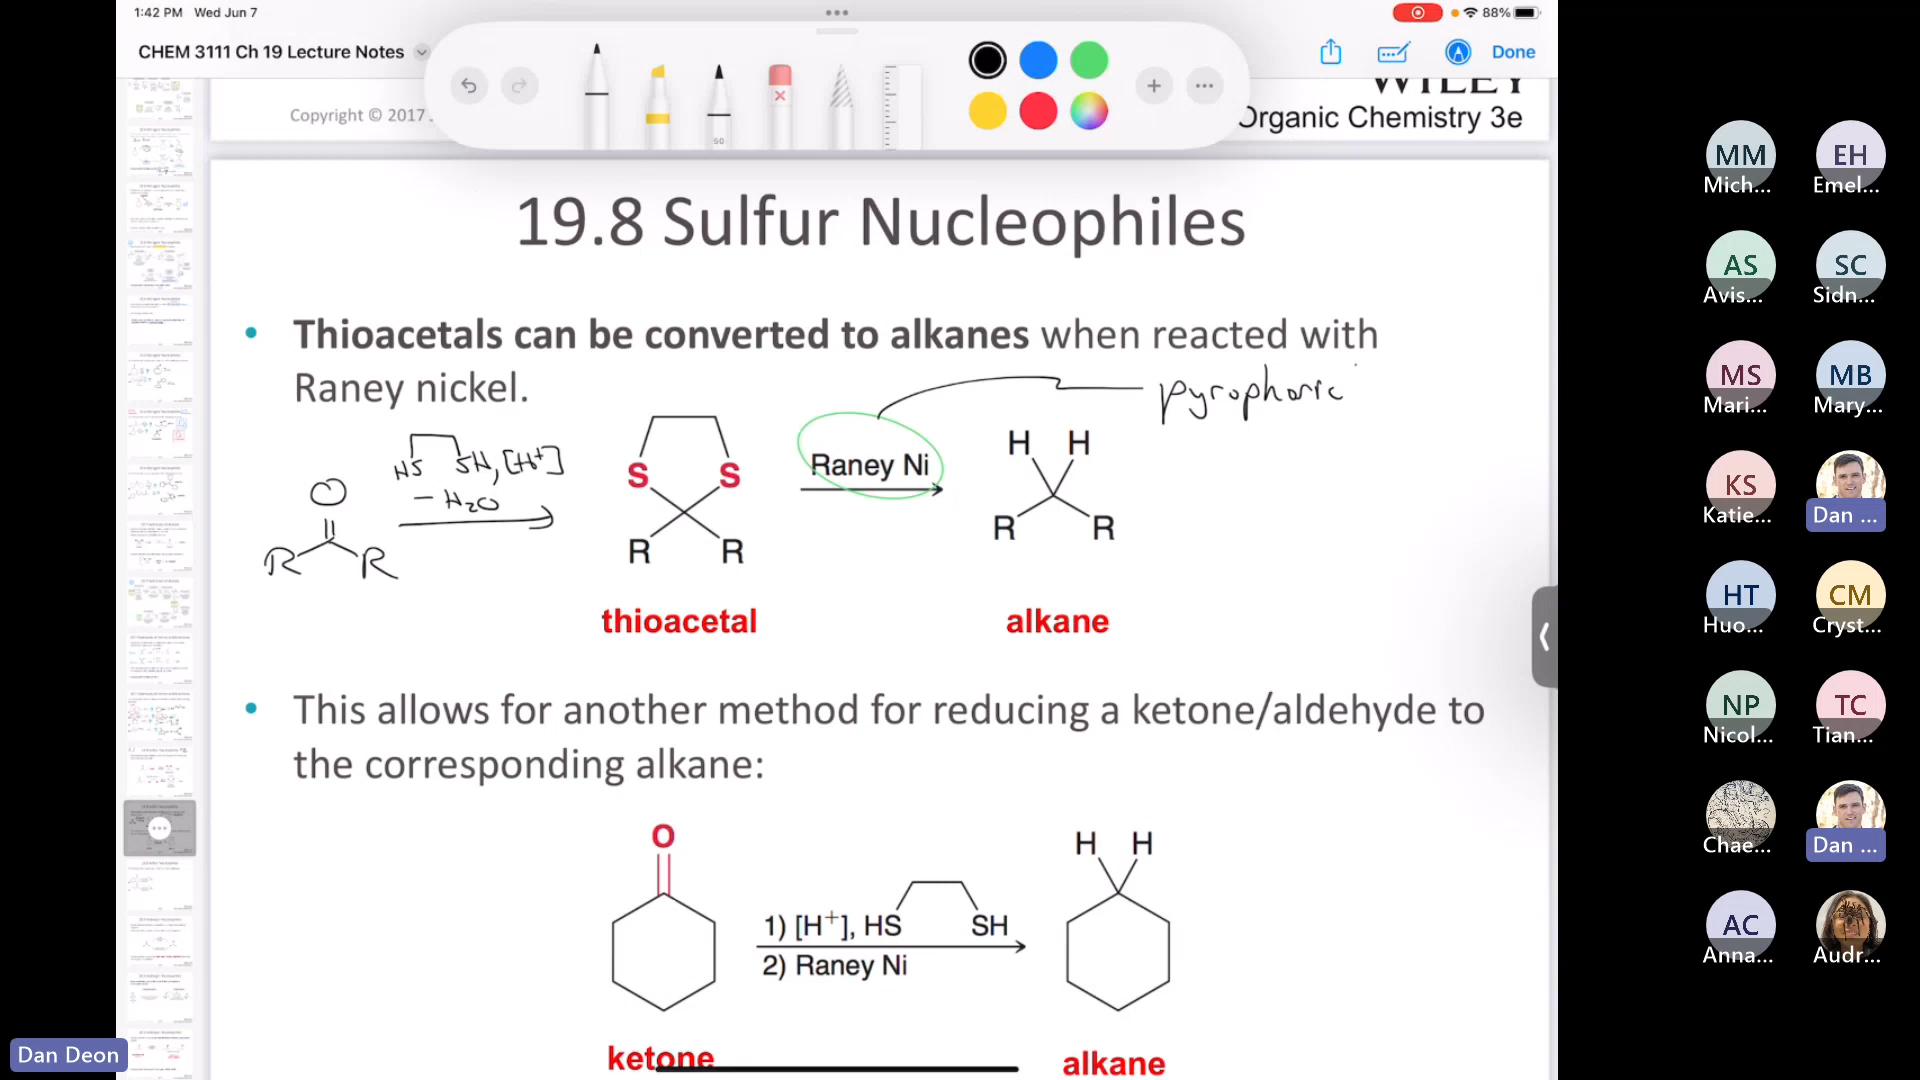 1:42 PM Wed Jun 7
88%
CHEM 3111 Ch 19 Lecture Notes
Done
50
Copyright © 2017
WILEY
Organic Chemistry 3e
19.8 Sulfur Nucleophiles
• Thioacetals can be converted to alkanes when reacted with
Raney nickel.
pyrophoric
HS SH, [H+]
− H2O
O
R R
S S
R R
Raney Ni
H H
R R
thioacetal
alkane
• This allows for another method for reducing a ketone/aldehyde to
the corresponding alkane:
O
1) [H+], HS SH
2) Raney Ni
H H
ketone
alkane
MM
Mich...
EH
Emel...
AS
Avis...
SC
Sidn...
MS
Mari...
MB
Mary...
KS
Katie...
Dan ...
HT
Huo...
CM
Cryst...
NP
Nicol...
TC
Tian...
Chae...
Dan ...
AC
Anna...
Audr...
Dan Deon